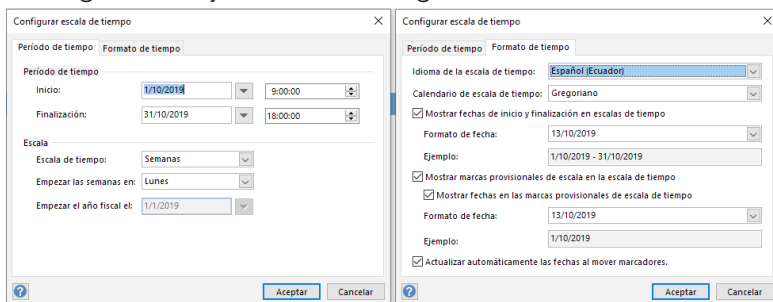 Configurar escala de tiempo
Período de tiempo Formato de tiempo
Período de tiempo
Inicio: 1/10/2019 9:00:00
Finalización: 31/10/2019 18:00:00
Escala
Escala de tiempo: Semanas
Empezar las semanas en: Lunes
Empezar el año fiscal el: 1/1/2019
Aceptar Cancelar
Configurar escala de tiempo
Período de tiempo Formato de tiempo
Idioma de la escala de tiempo: Español (Ecuador)
Calendario de escala de tiempo: Gregoriano
Mostrar fechas de inicio y finalización en escalas de tiempo
Formato de fecha: 13/10/2019
Ejemplo: 1/10/2019 - 31/10/2019
Mostrar marcas provisionales de escala en la escala de tiempo
Mostrar fechas en las marcas provisionales de escala de tiempo
Formato de fecha: 13/10/2019
Ejemplo: 1/10/2019
Actualizar automáticamente las fechas al mover marcadores.
Aceptar Cancelar